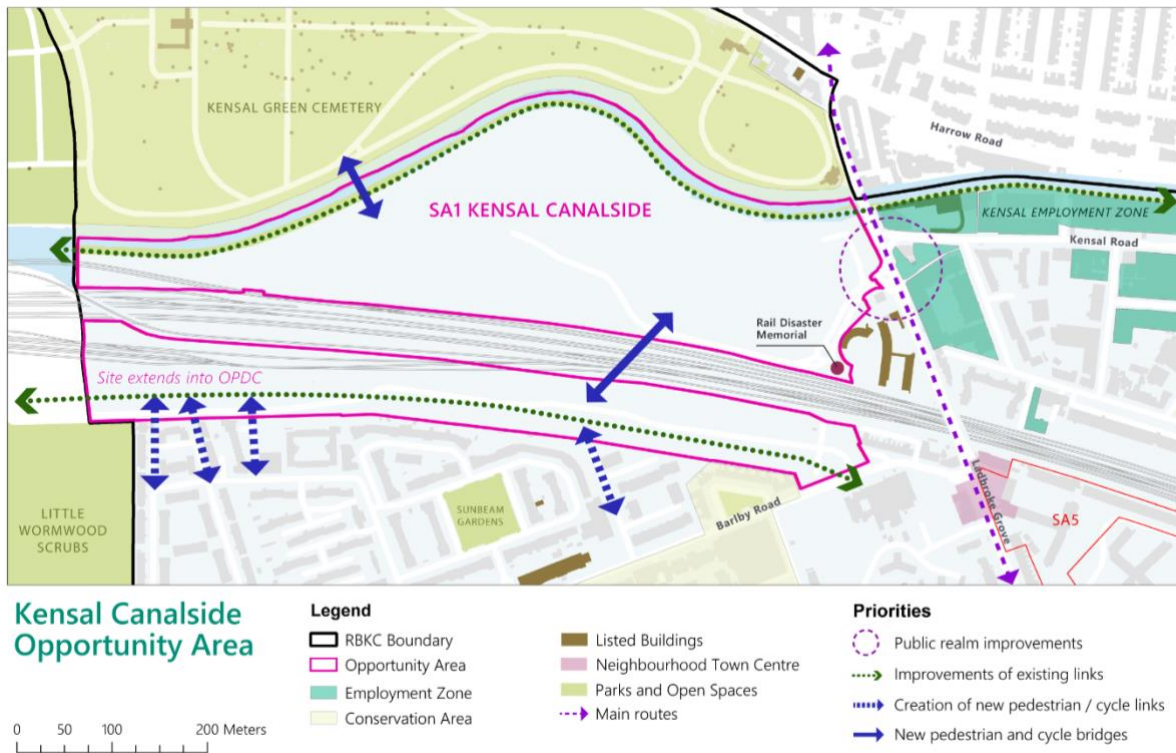 KENSAL GREEN CEMETERY
Harrow Road
SA1 KENSAL CANALSIDE
KENSAL EMPLOYMENT ZONE
Kensal Road
Rail Disaster
Memorial
Site extends into OPDC
LITTLE
WORMWOOD
SCRUBS
SUNBEAM
GARDENS
Barlby Road
Ladbroke Grove
SA5
Kensal Canalside
Opportunity Area
0 50 100 200 Meters
Legend
RBKC Boundary
Opportunity Area
Employment Zone
Conservation Area
Listed Buildings
Neighbourhood Town Centre
Parks and Open Spaces
Main routes
Priorities
Public realm improvements
Improvements of existing links
Creation of new pedestrian / cycle links
New pedestrian and cycle bridges